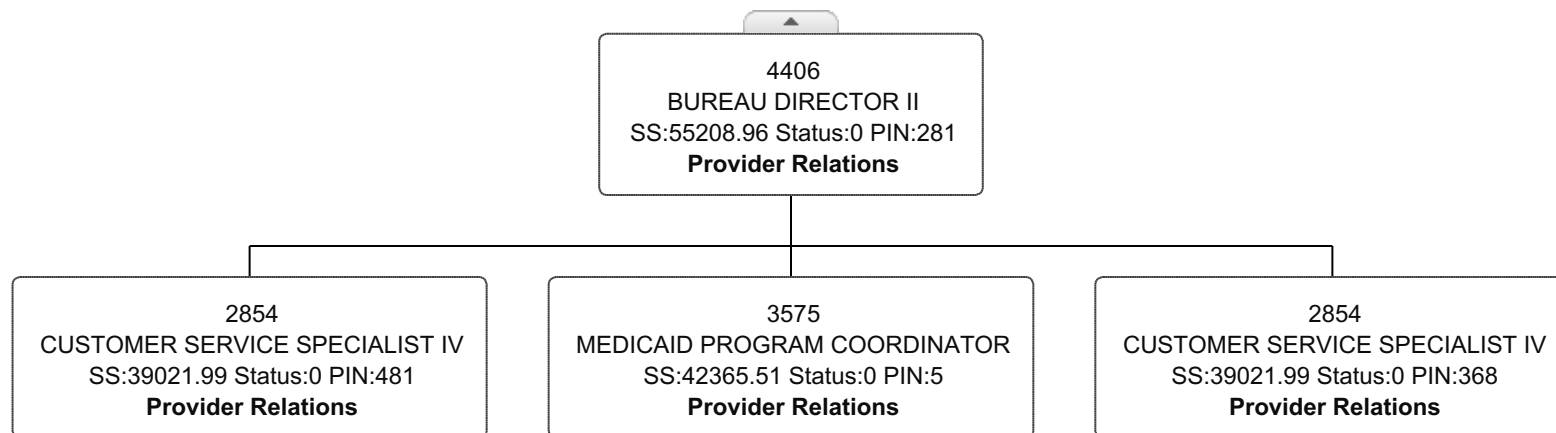 4406
BUREAU DIRECTOR II
SS:55208.96 Status:0 PIN:281
Provider Relations
2854
CUSTOMER SERVICE SPECIALIST IV
SS:39021.99 Status:0 PIN:481
Provider Relations
3575
MEDICAID PROGRAM COORDINATOR
SS:42365.51 Status:0 PIN:5
Provider Relations
2854
CUSTOMER SERVICE SPECIALIST IV
SS:39021.99 Status:0 PIN:368
Provider Relations